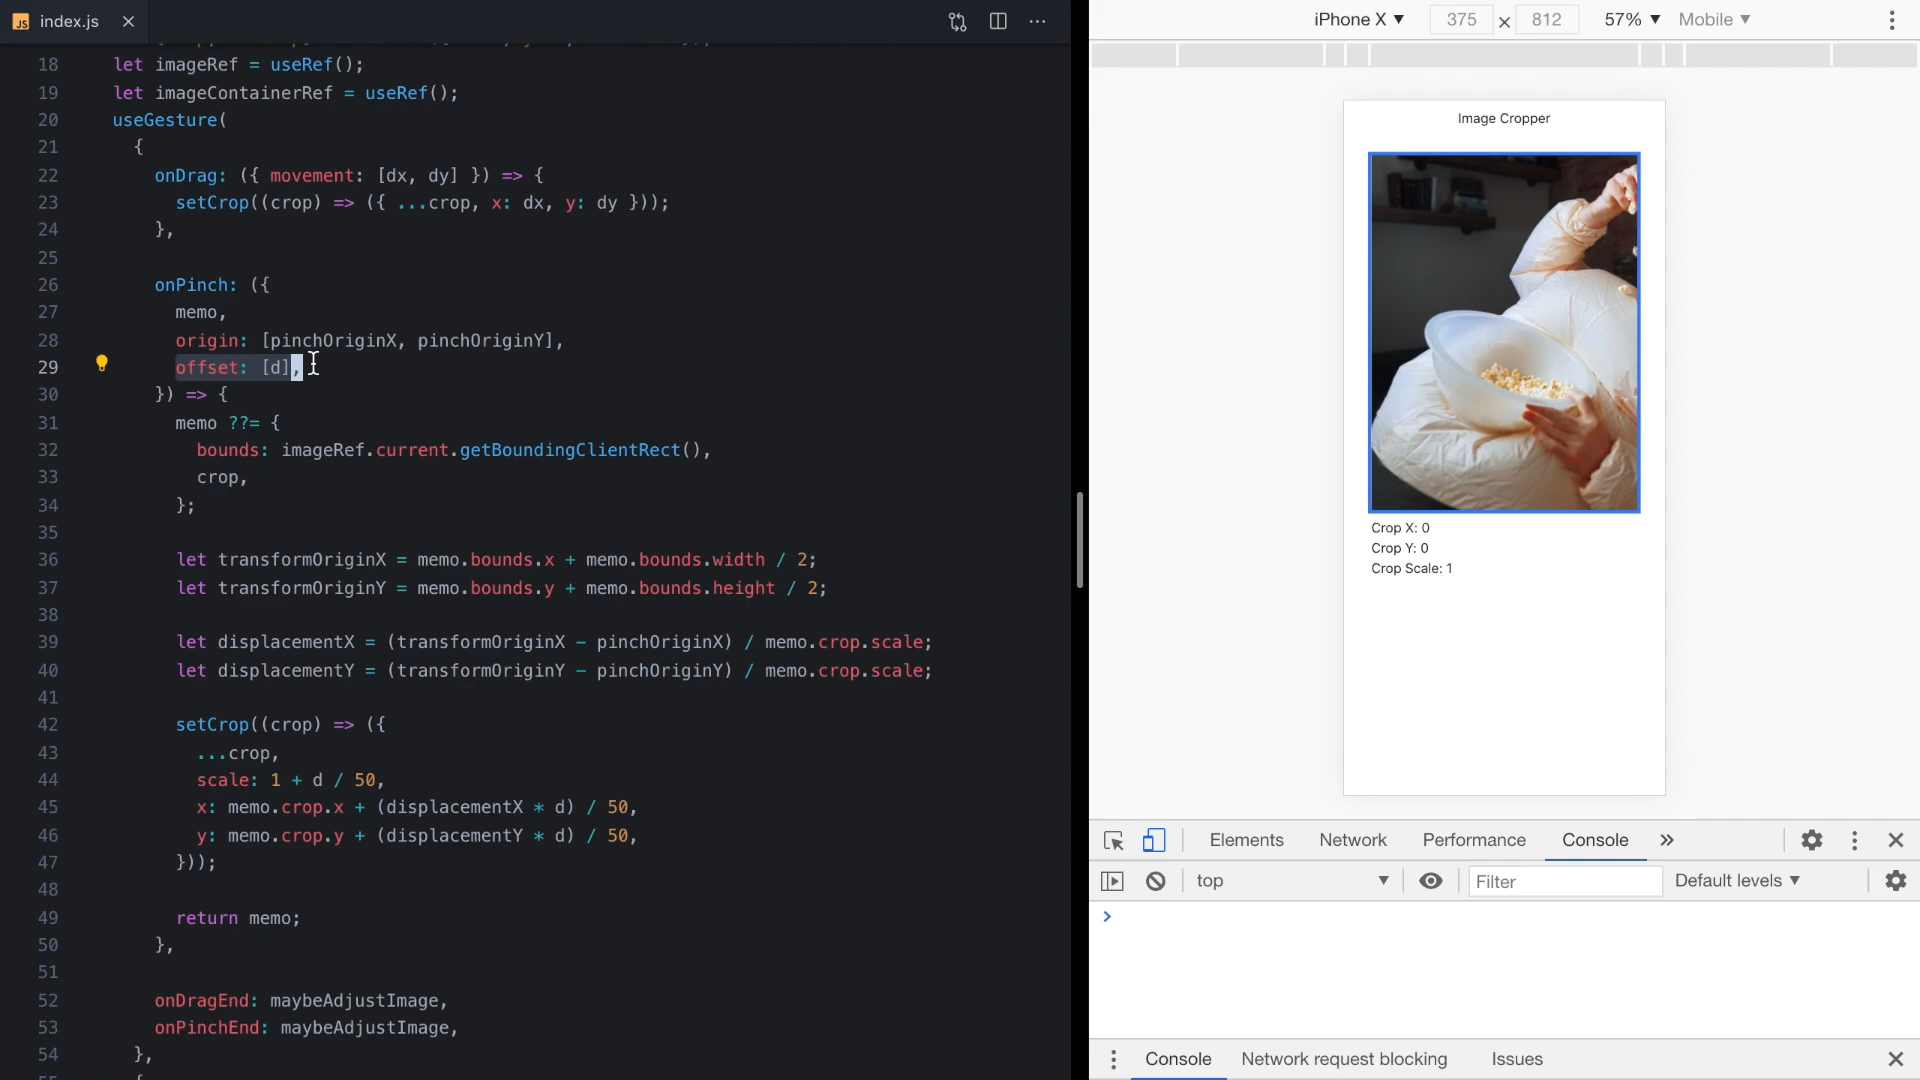 JS index.js
iPhone X ▼ 375 × 812 57% ▼ Mobile ▼
18 let imageRef = useRef();
19 let imageContainerRef = useRef();
20 useGesture(
21 {
22 onDrag: ({ movement: [dx, dy] }) => {
23 setCrop((crop) => ({ ...crop, x: dx, y: dy }));
24 },
25
26 onPinch: ({
27 memo,
28 origin: [pinchOriginX, pinchOriginY],
29 offset: [d],
30 }) => {
31 memo ??= {
32 bounds: imageRef.current.getBoundingClientRect(),
33 crop,
34 };
35
36 let transformOriginX = memo.bounds.x + memo.bounds.width / 2;
37 let transformOriginY = memo.bounds.y + memo.bounds.height / 2;
38
39 let displacementX = (transformOriginX - pinchOriginX) / memo.crop.scale;
40 let displacementY = (transformOriginY - pinchOriginY) / memo.crop.scale;
41
42 setCrop((crop) => ({
43 ...crop,
44 scale: 1 + d / 50,
45 x: memo.crop.x + (displacementX * d) / 50,
46 y: memo.crop.y + (displacementY * d) / 50,
47 }));
48
49 return memo;
50 },
51
52 onDragEnd: maybeAdjustImage,
53 onPinchEnd: maybeAdjustImage,
54 },
Image Cropper
Crop X: 0
Crop Y: 0
Crop Scale: 1
Elements Network Performance Console »
top ▼ Filter Default levels ▼
>
Console Network request blocking Issues